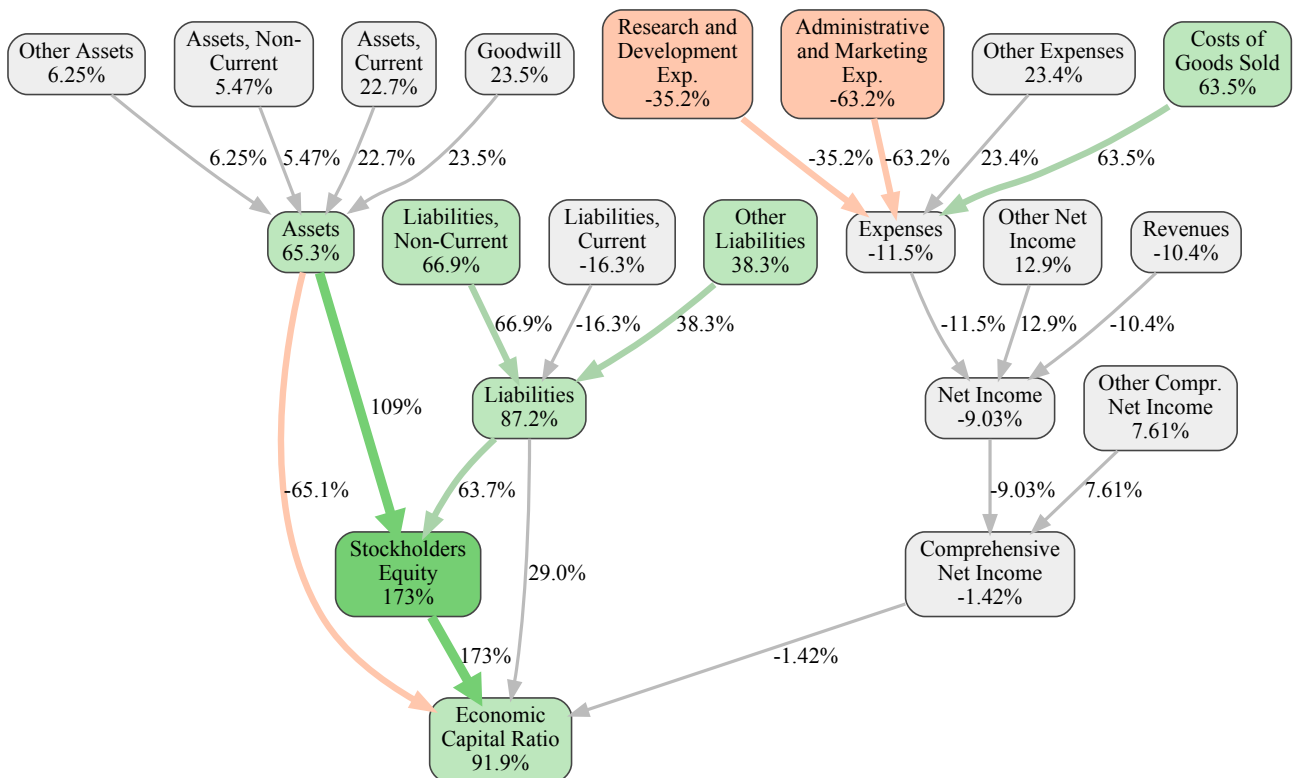 Other Assets
6.25%
Assets, Non-
Current
5.47%
Assets,
Current
22.7%
Goodwill
23.5%
Research and
Development
Exp.
-35.2%
Administrative
and Marketing
Exp.
-63.2%
Other Expenses
23.4%
Costs of
Goods Sold
63.5%
6.25%
5.47%
22.7%
23.5%
-35.2%
-63.2%
23.4%
63.5%
Assets
65.3%
Liabilities,
Non-Current
66.9%
Liabilities,
Current
-16.3%
Other
Liabilities
38.3%
Expenses
-11.5%
Other Net
Income
12.9%
Revenues
-10.4%
66.9%
-16.3%
38.3%
-11.5%
12.9%
-10.4%
109%
Liabilities
87.2%
Net Income
-9.03%
Other Compr.
Net Income
7.61%
-65.1%
63.7%
-9.03%
7.61%
Stockholders
Equity
173%
29.0%
Comprehensive
Net Income
-1.42%
173%
-1.42%
Economic
Capital Ratio
91.9%